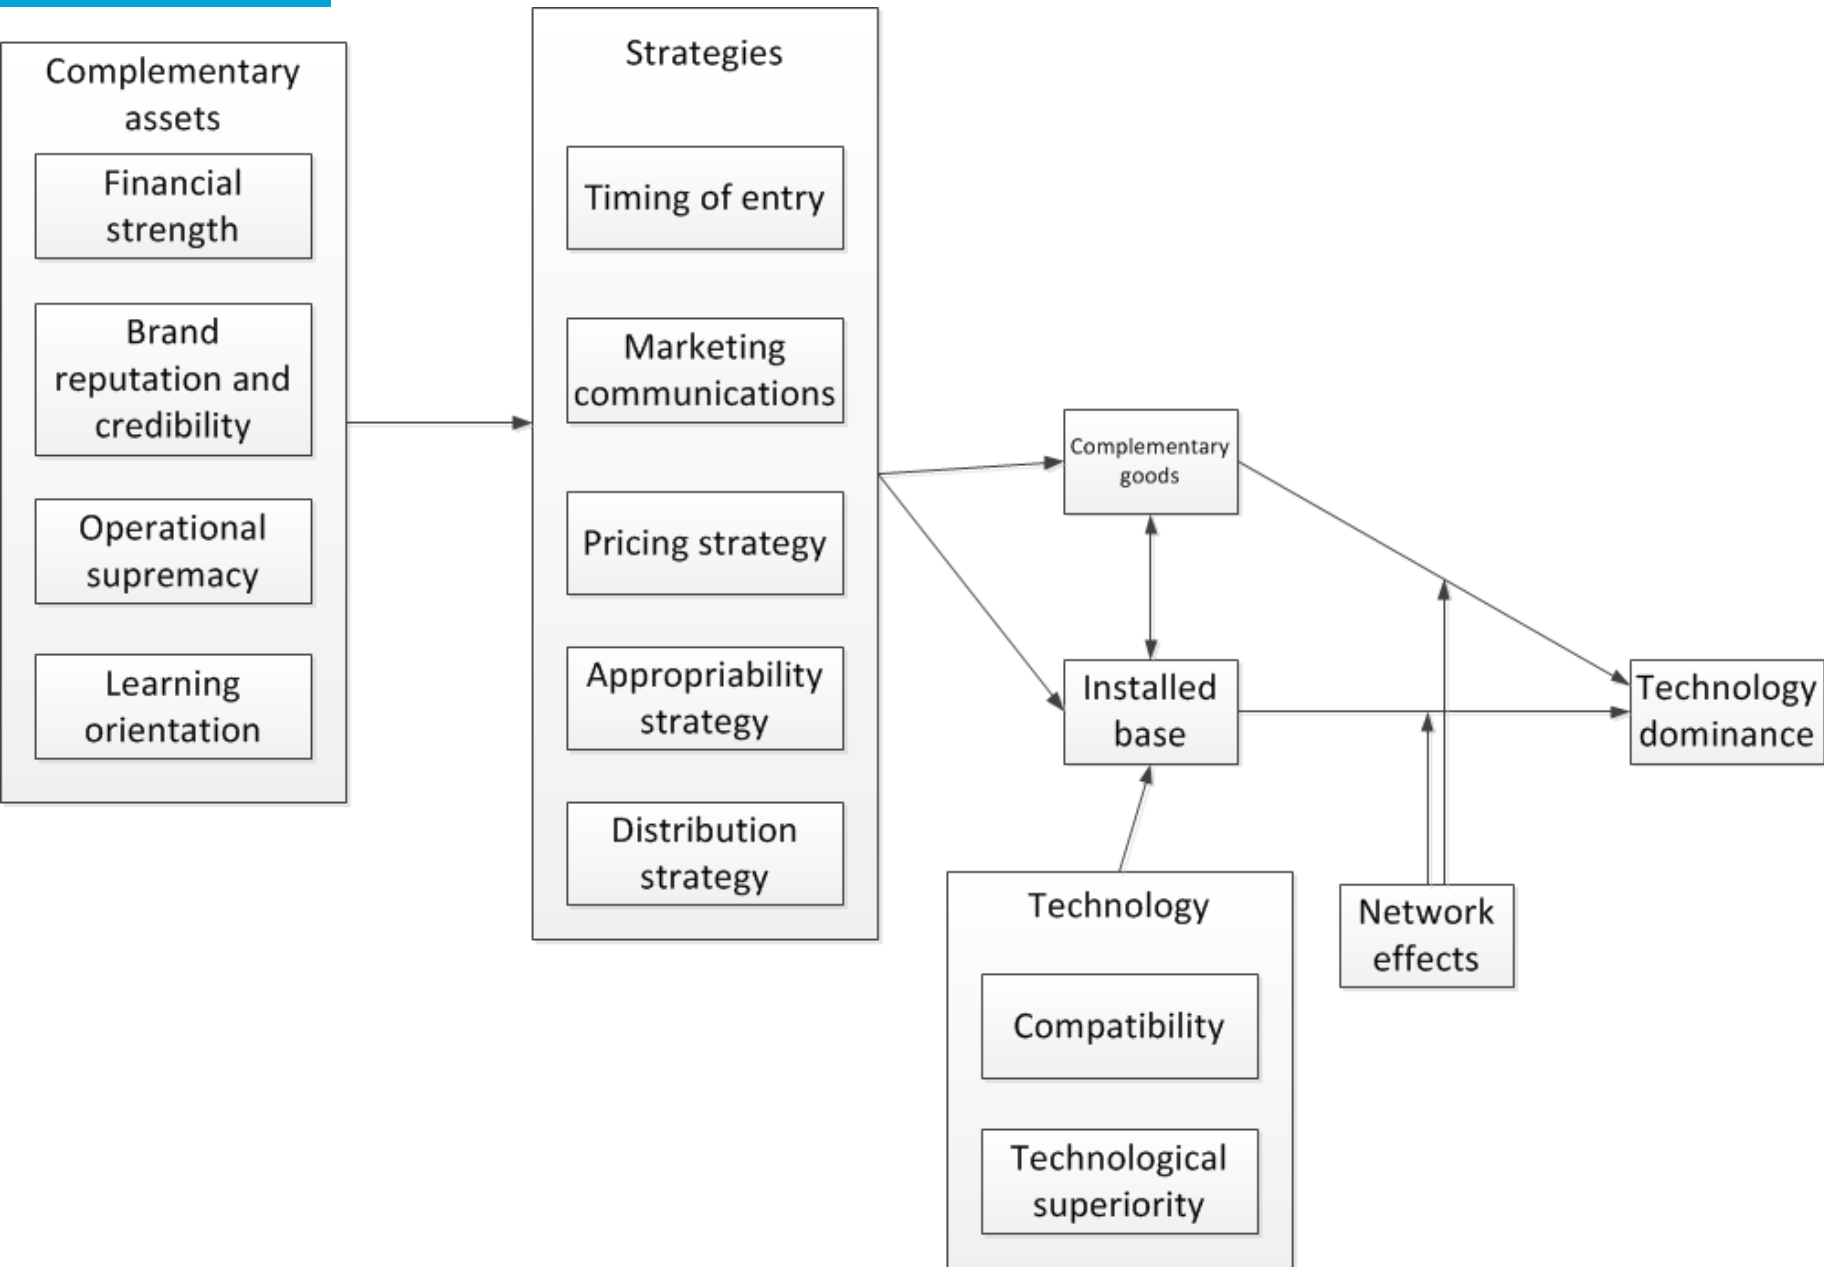 Complementary
assets
Financial
strength
Brand
reputation and
credibility
Operational
supremacy
Learning
orientation
Strategies
Timing of entry
Marketing
communications
Pricing strategy
Appropriability
strategy
Distribution
strategy
Complementary
goods
Installed
base
Technology
Compatibility
Technological
superiority
Network
effects
Technology
dominance